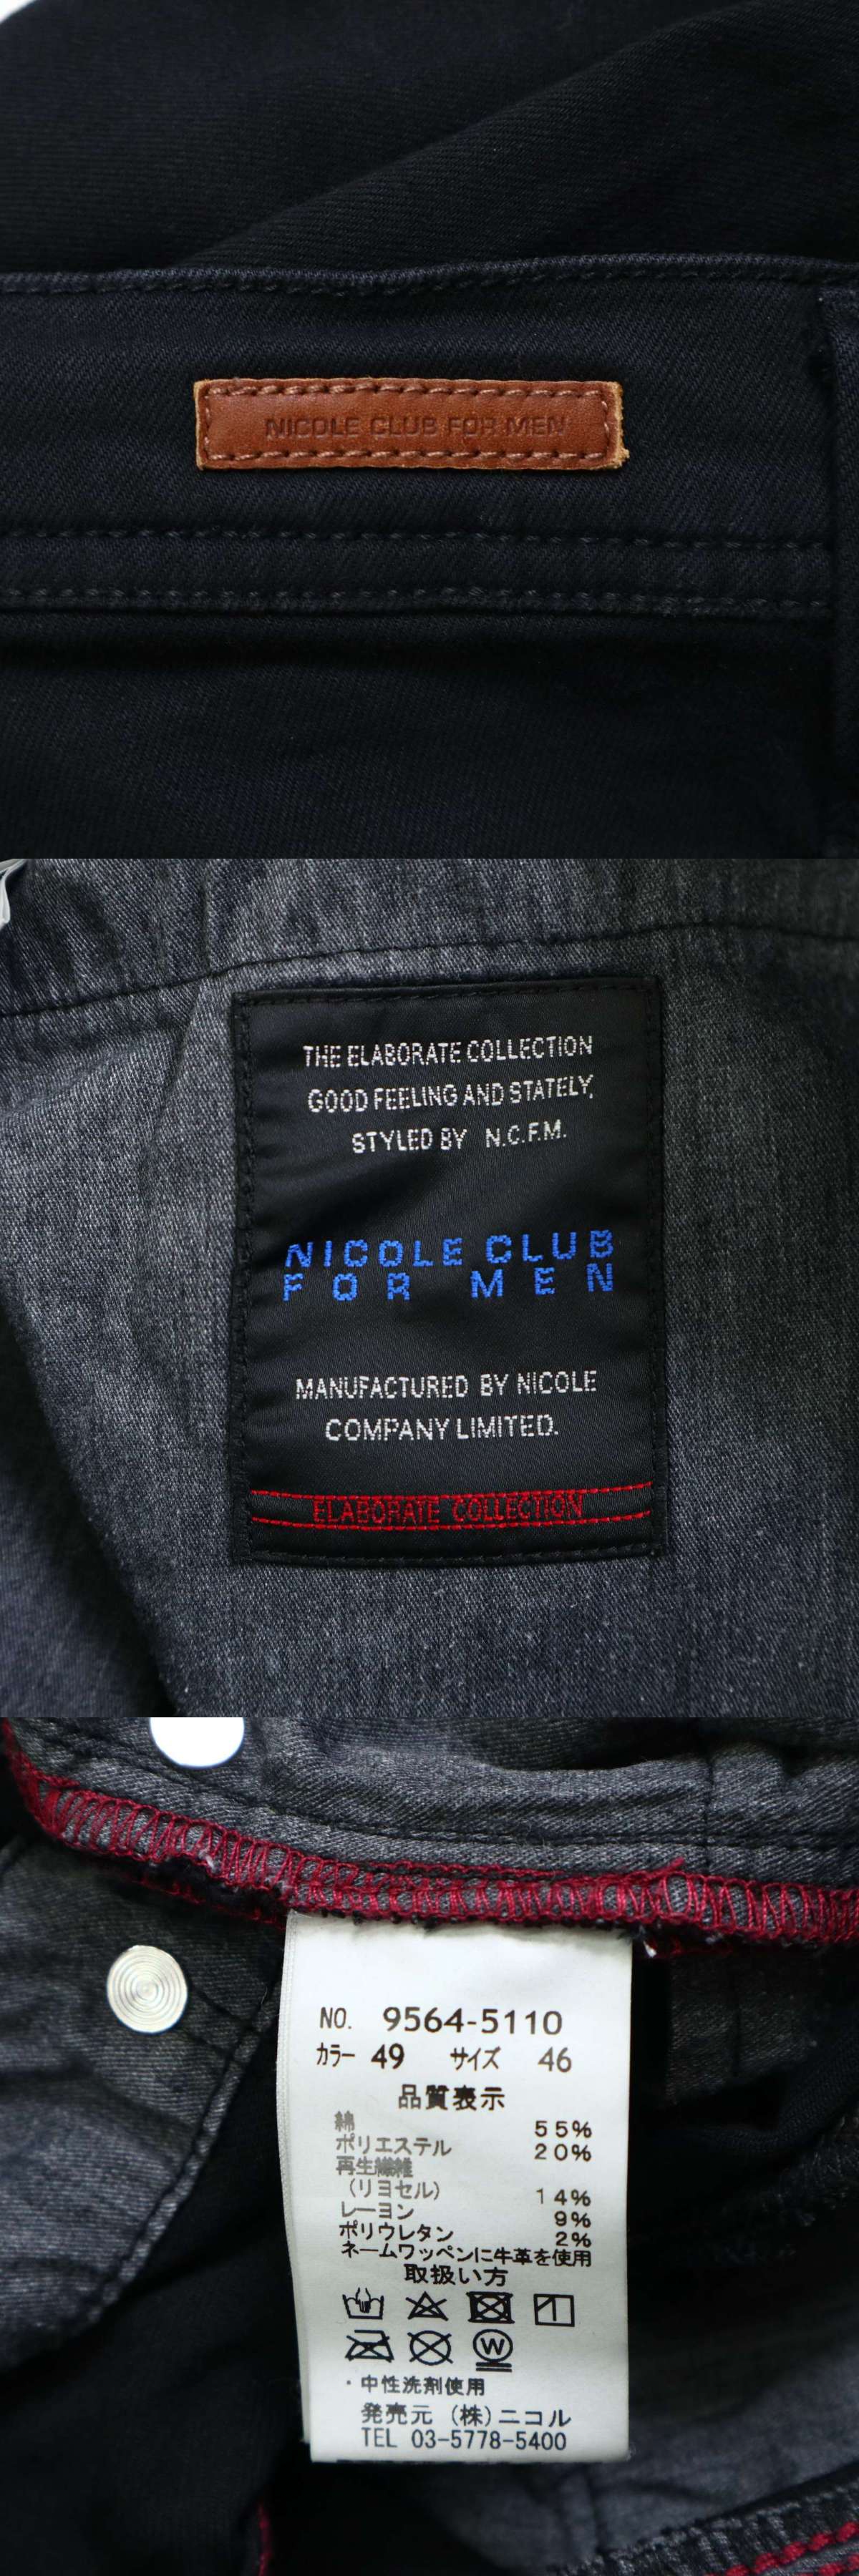 NICOLE CLUB FOR MEN
THE ELABORATE COLLECTION
GOOD FEELING AND STATELY,
STYLED BY N.C.F.M.
NICOLE CLUB
FOR MEN
MANUFACTURED BY NICOLE
COMPANY LIMITED.
ELABORATE COLLECTION
NO. 9564-5110
カラー 49 サイズ 46
品質表示
綿 55%
ポリエステル 20%
再生繊維
(リヨセル) 14%
レーヨン 9%
ポリウレタン 2%
ネームワッペンに牛革を使用
取扱い方
W
・中性洗剤使用
発売元 (株)ニコル
TEL 03-5778-5400